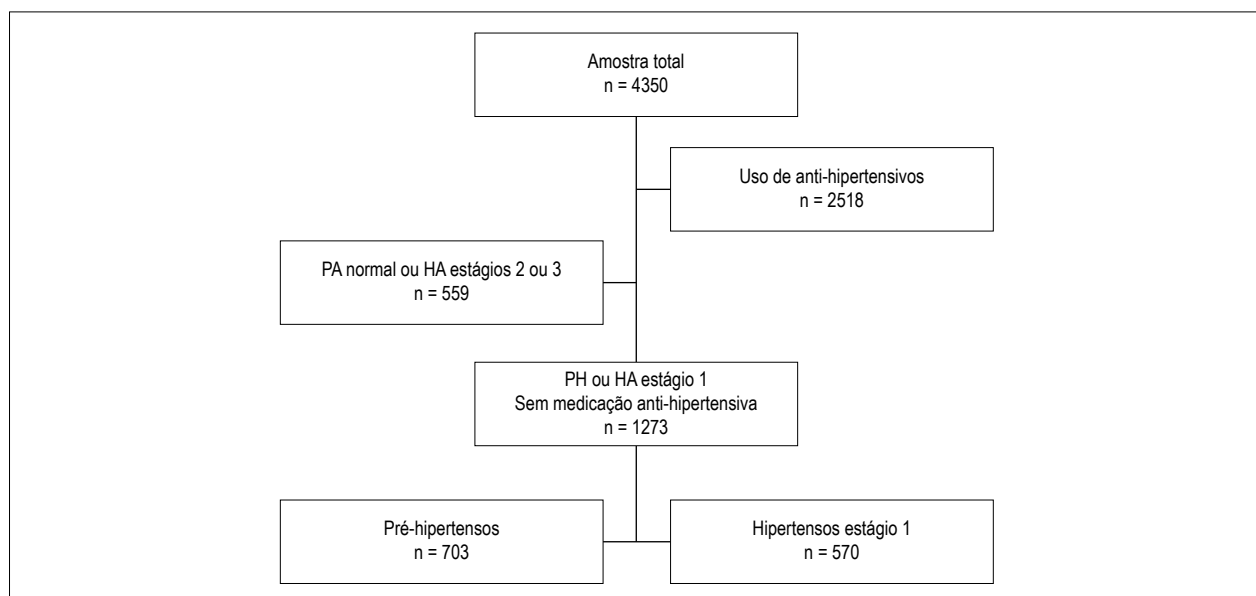 Amostra total
n = 4350
Uso de anti-hipertensivos
n = 2518
PA normal ou HA estágios 2 ou 3
n = 559
PH ou HA estágio 1
Sem medicação anti-hipertensiva
n = 1273
Pré-hipertensos
n = 703
Hipertensos estágio 1
n = 570